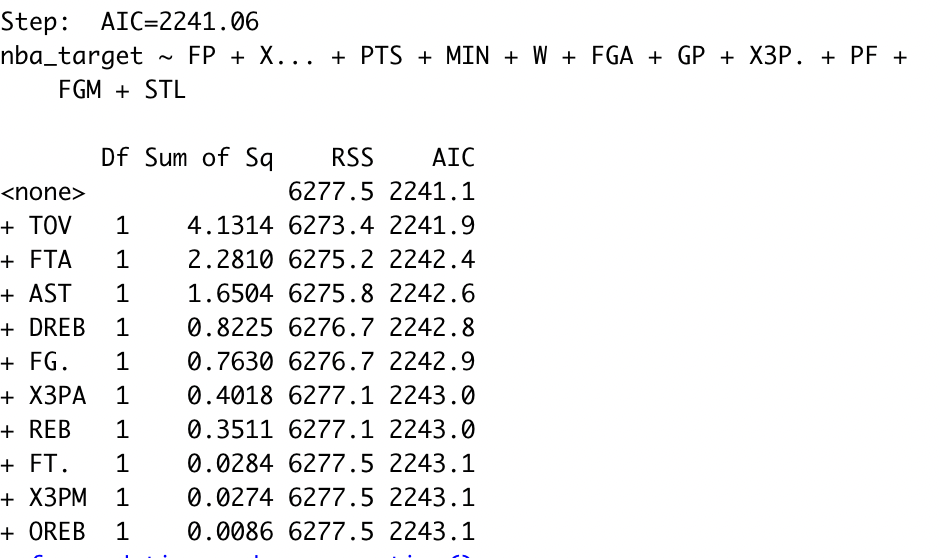 Step:  AIC=2241.06
nba_target ~ FP + X... + PTS + MIN + W + FGA + GP + X3P. + PF +
    FGM + STL

       Df Sum of Sq    RSS    AIC
<none>              6277.5 2241.1
+ TOV   1    4.1314 6273.4 2241.9
+ FTA   1    2.2810 6275.2 2242.4
+ AST   1    1.6504 6275.8 2242.6
+ DREB  1    0.8225 6276.7 2242.8
+ FG.   1    0.7630 6276.7 2242.9
+ X3PA  1    0.4018 6277.1 2243.0
+ REB   1    0.3511 6277.1 2243.0
+ FT.   1    0.0284 6277.5 2243.1
+ X3PM  1    0.0274 6277.5 2243.1
+ OREB  1    0.0086 6277.5 2243.1